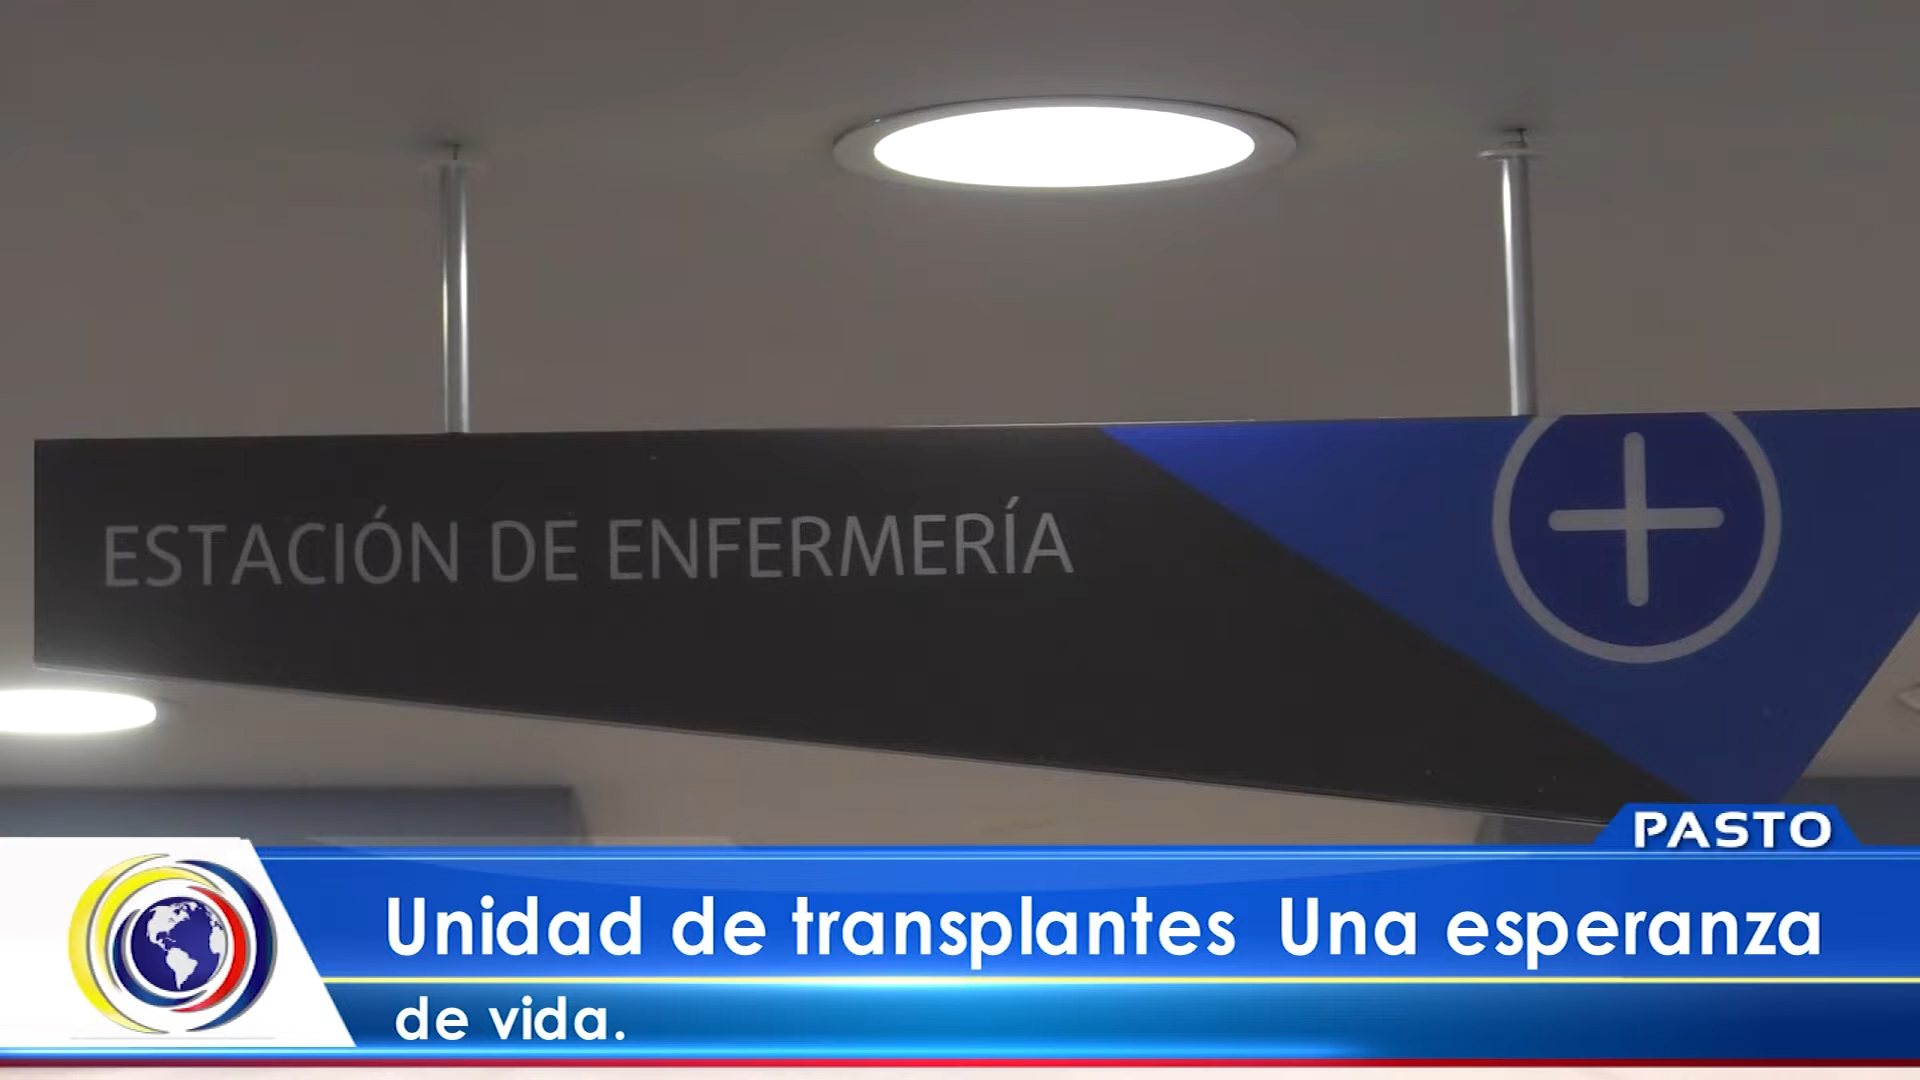 ESTACIÓN DE ENFERMERÍA
PASTO
Unidad de transplantes Una esperanza
de vida.